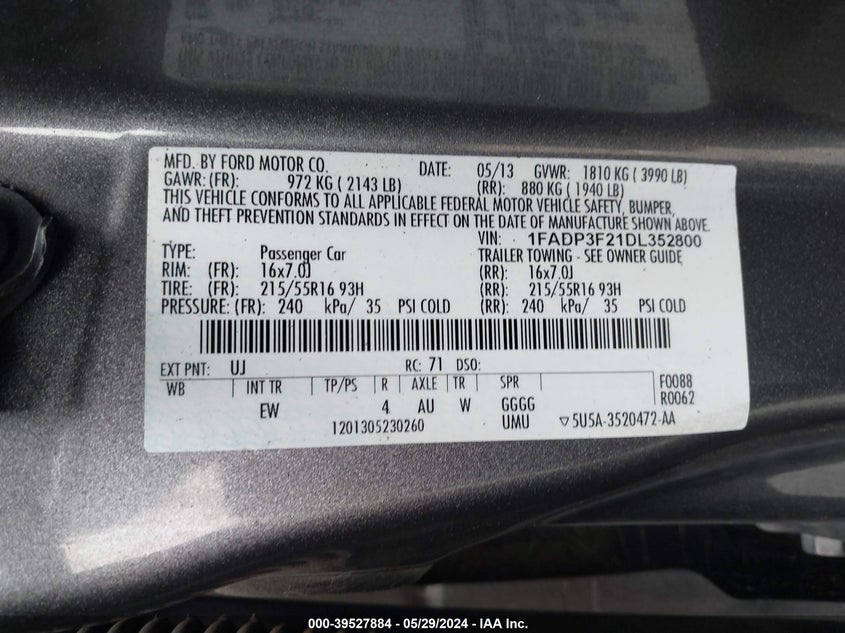 MFD. BY FORD MOTOR CO. DATE: 05/13 GVWR: 1810 KG ( 3990 LB)
GAWR: (FR): 972 KG ( 2143 LB) (RR): 880 KG ( 1940 LB)
THIS VEHICLE CONFORMS TO ALL APPLICABLE FEDERAL MOTOR VEHICLE SAFETY, BUMPER,
AND THEFT PREVENTION STANDARDS IN EFFECT ON THE DATE OF MANUFACTURE SHOWN ABOVE.
VIN: 1FADP3F21DL352800
TYPE: Passenger Car TRAILER TOWING - SEE OWNER GUIDE
RIM: (FR): 16x7.0J (RR): 16x7.0J
TIRE: (FR): 215/55R16 93H (RR): 215/55R16 93H
PRESSURE: (FR): 240 kPa/ 35 PSI COLD (RR): 240 kPa/ 35 PSI COLD
EXT PNT: UJ RC: 71 DSO:
WB INT TR TP/PS R AXLE TR SPR F0088
EW 4 AU W GGGG R0062
1201305230260 UMU ▽5U5A-3520472-AA
000-39527884 - 05/29/2024 - IAA Inc.